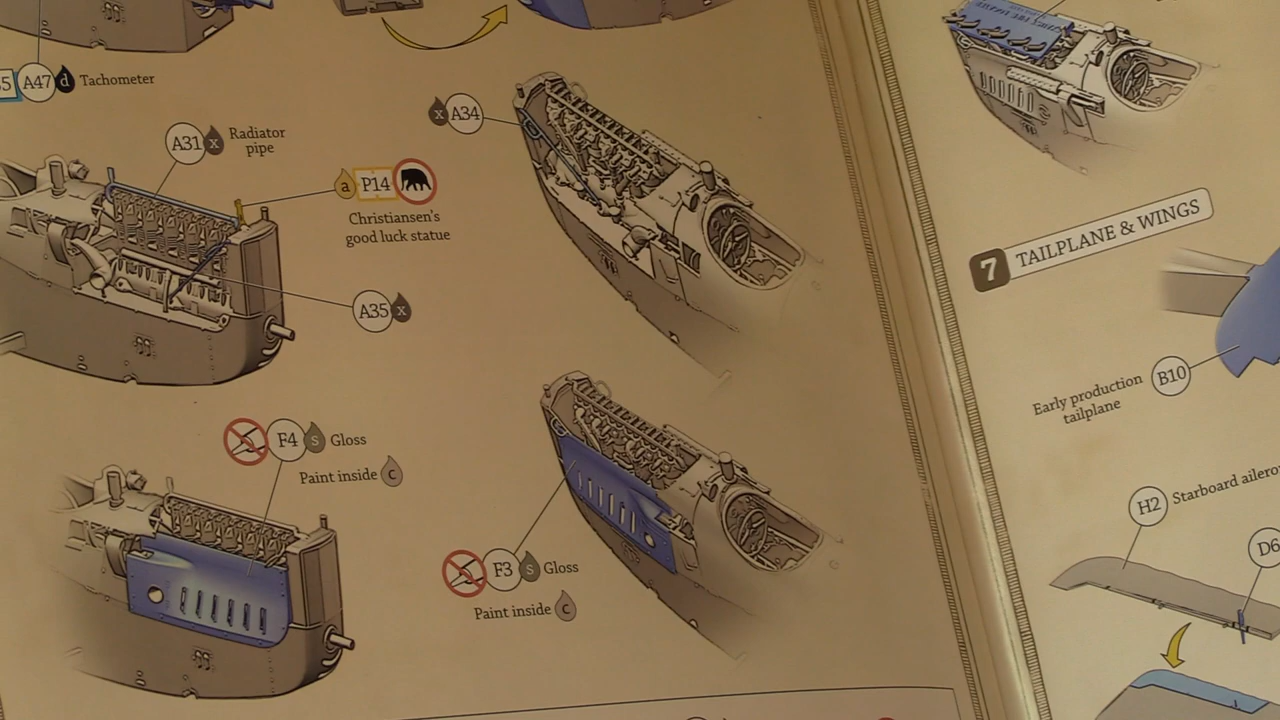 A47 d Tachometer
A31 x Radiator
pipe
a P14
Christiansen's
good luck statue
A35 x
x A34
F4 s Gloss
Paint inside c
F3 s Gloss
Paint inside c
7 TAILPLANE & WINGS
Early production
tailplane
B10
H2 Starboard
D6